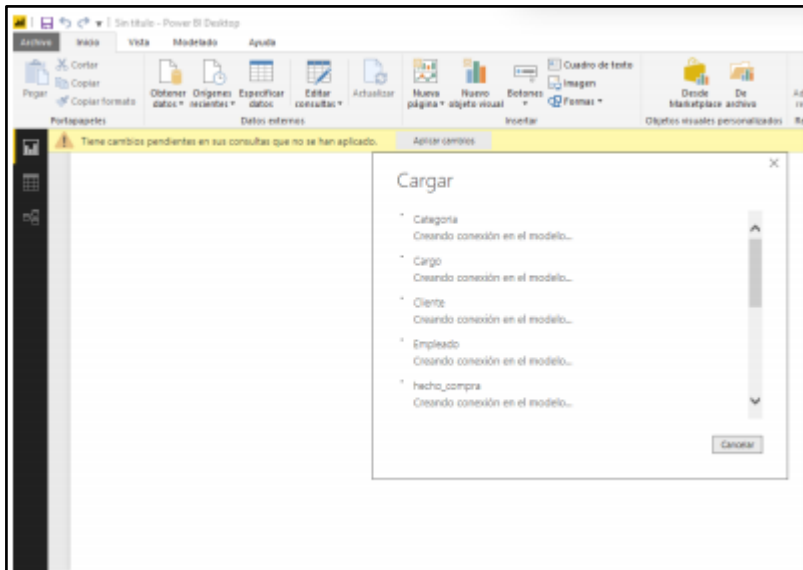 Sin título - Power BI Desktop
Archivo Inicio Vista Modelado Ayuda
Pegar
Cortar
Copiar
Copiar formato
Portapapeles
Obtener datos
Orígenes recientes
Especificar datos
Editar consultas
Datos externos
Actualizar
Nueva página
Nuevo objeto visual
Botones
Cuadro de texto
Imagen
Formas
Insertar
Desde Marketplace
De archivo
Objetos visuales personalizados
Tiene cambios pendientes en sus consultas que no se han aplicado. Aplicar cambios
Cargar
Categoria
Creando conexión en el modelo...
Cargo
Creando conexión en el modelo...
Cliente
Creando conexión en el modelo...
Empleado
Creando conexión en el modelo...
hecho_compra
Creando conexión en el modelo...
Cancelar